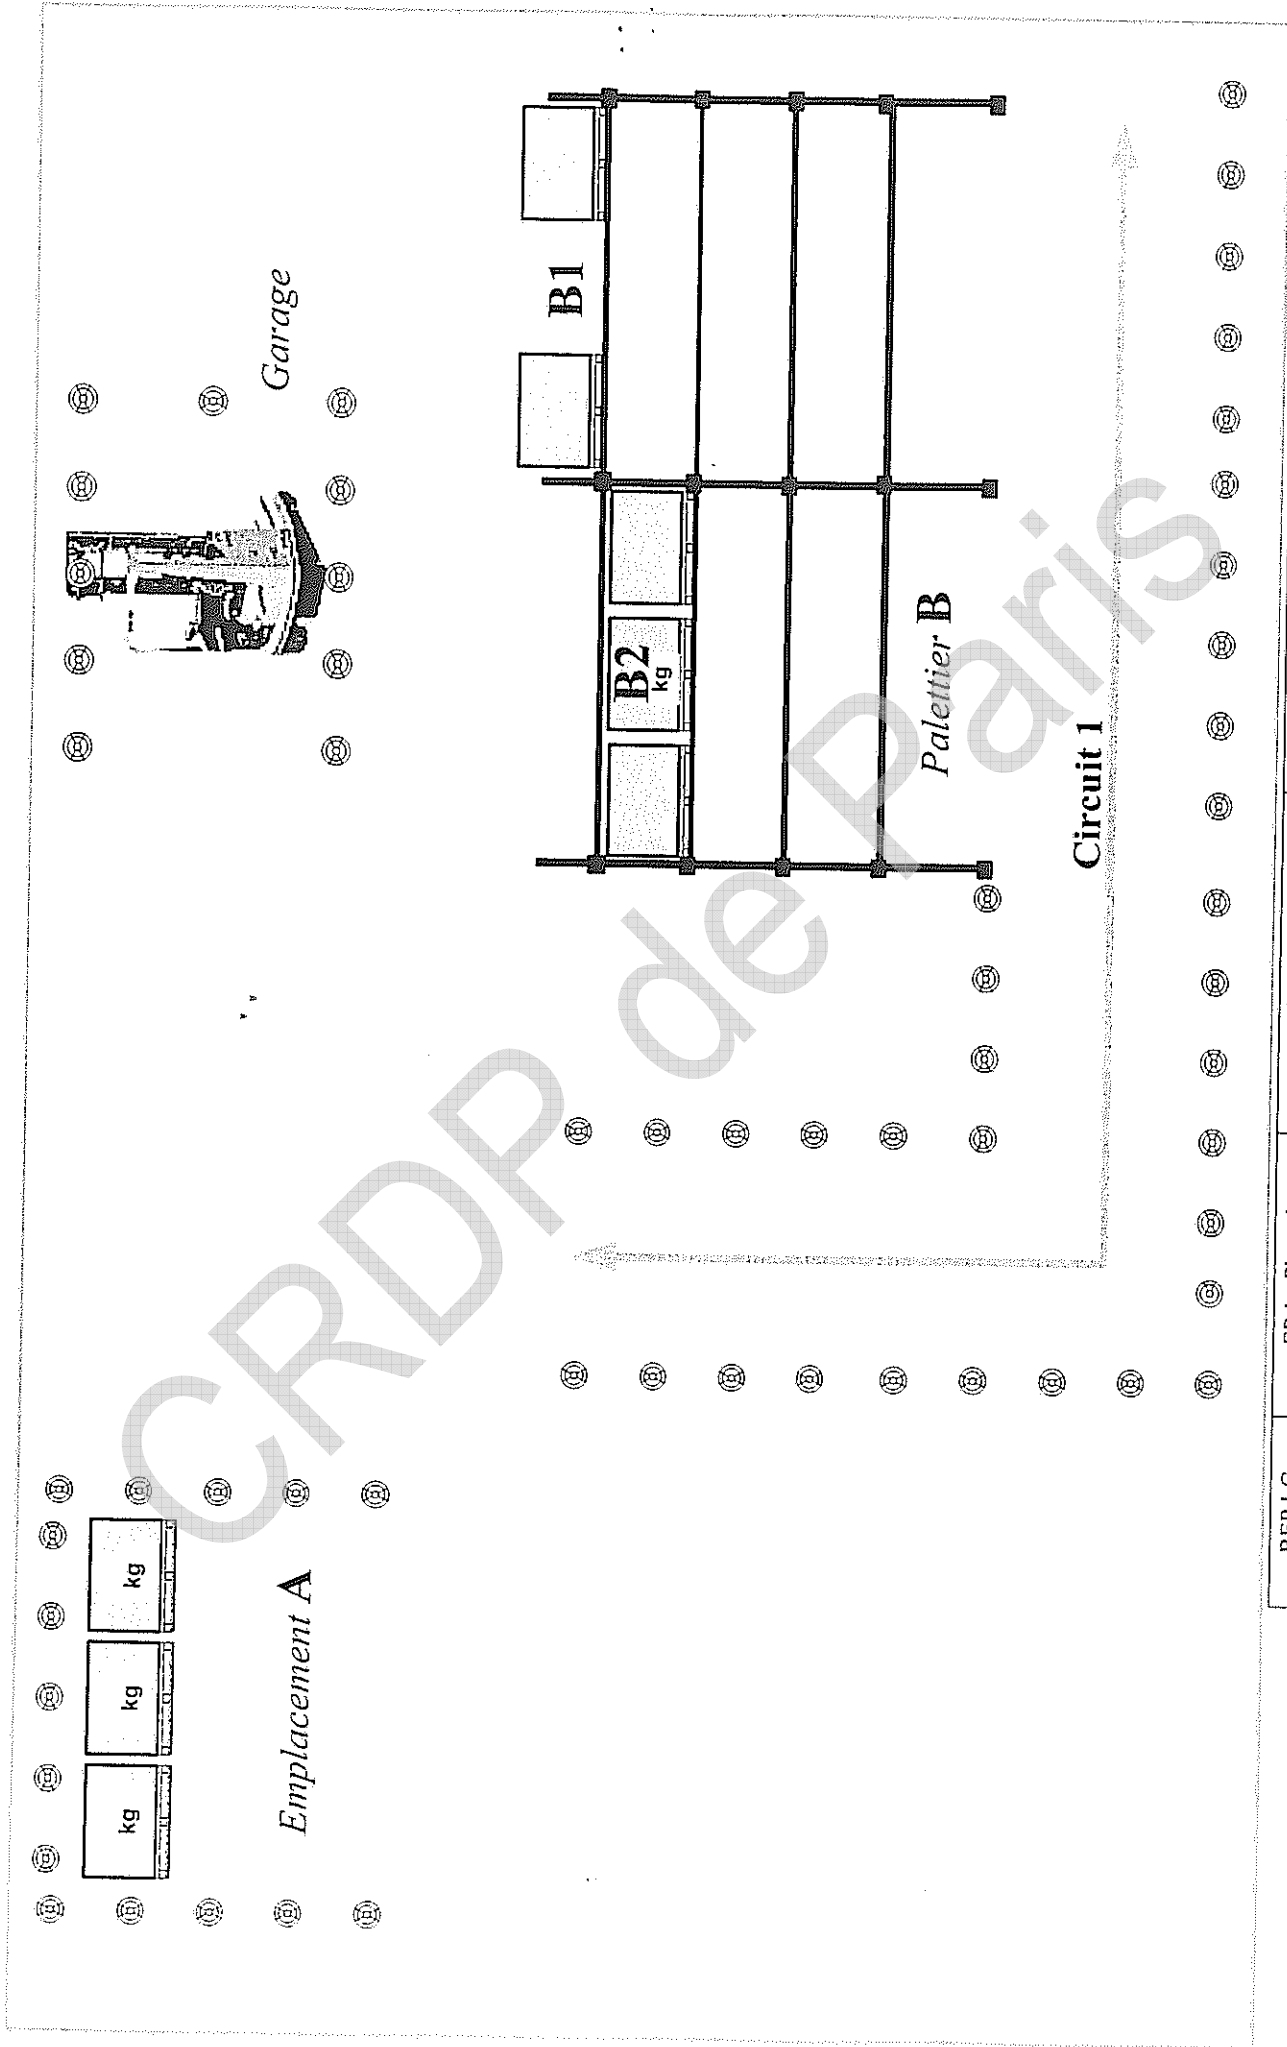 Garage
B1
B2
kg
Palettier B
Circuit 1
kg
kg
kg
Emplacement A
CRDP de Paris